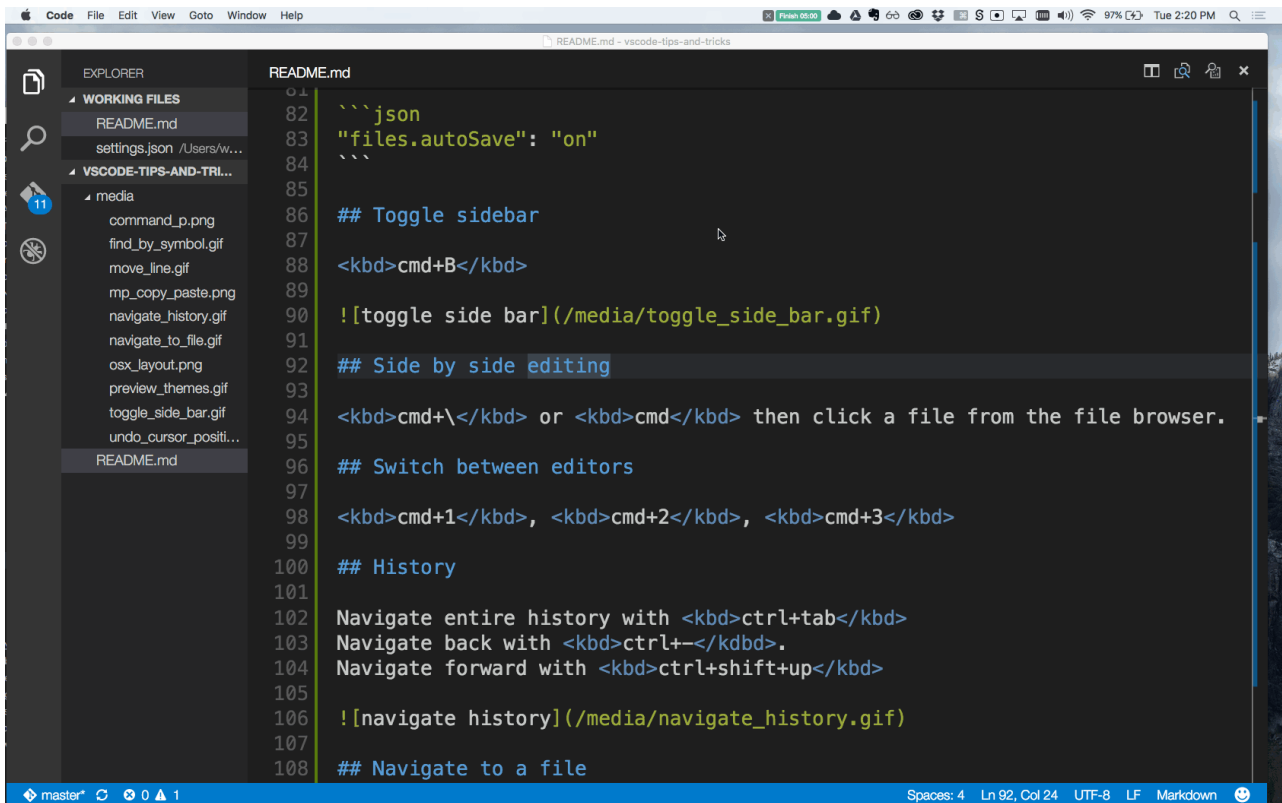 Code File Edit View Goto Window Help
Finish 05:00
97% Tue 2:20 PM
README.md - vscode-tips-and-tricks
EXPLORER
WORKING FILES
README.md
settings.json /Users/w...
VSCODE-TIPS-AND-TRI...
media
command_p.png
find_by_symbol.gif
move_line.gif
mp_copy_paste.png
navigate_history.gif
navigate_to_file.gif
osx_layout.png
preview_themes.gif
toggle_side_bar.gif
undo_cursor_positi...
README.md
11
README.md
81
82 ```json
83 "files.autoSave": "on"
84 ```
85
86 ## Toggle sidebar
87
88 <kbd>cmd+B</kbd>
89
90 ![toggle side bar](/media/toggle_side_bar.gif)
91
92 ## Side by side editing
93
94 <kbd>cmd+\</kbd> or <kbd>cmd</kbd> then click a file from the file browser.
95
96 ## Switch between editors
97
98 <kbd>cmd+1</kbd>, <kbd>cmd+2</kbd>, <kbd>cmd+3</kbd>
99
100 ## History
101
102 Navigate entire history with <kbd>ctrl+tab</kbd>
103 Navigate back with <kbd>ctrl+-</kdbd>.
104 Navigate forward with <kbd>ctrl+shift+up</kbd>
105
106 ![navigate history](/media/navigate_history.gif)
107
108 ## Navigate to a file
master* 0 1
Spaces: 4 Ln 92, Col 24 UTF-8 LF Markdown